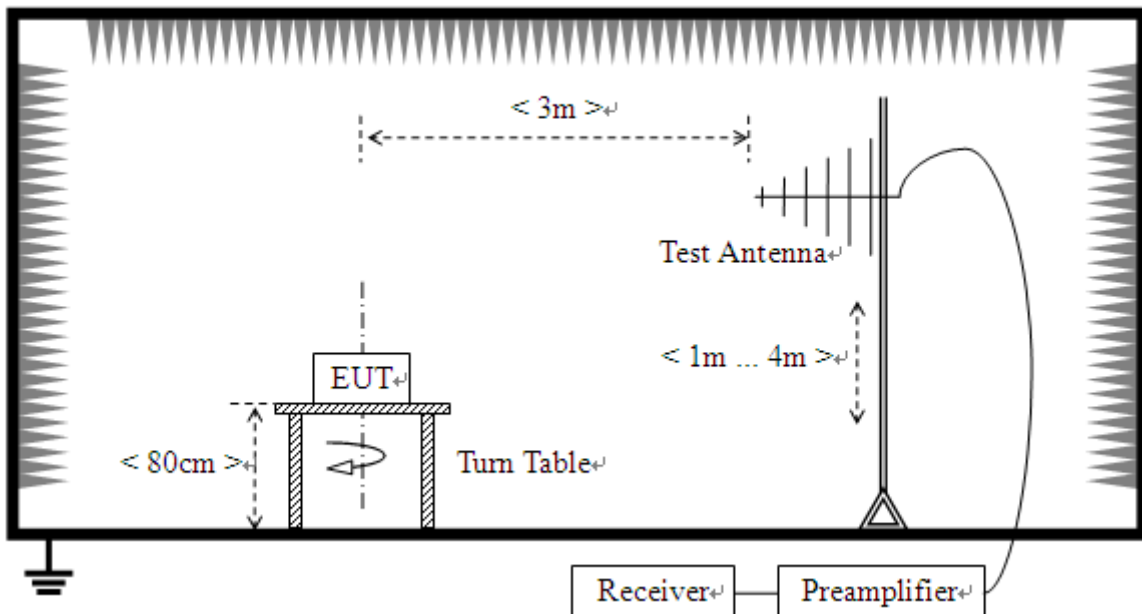 < 3m >↵
Test Antenna↵
< 1m ... 4m >↵
EUT↵
< 80cm >↵
Turn Table↵
Receiver↵
Preamplifier↵